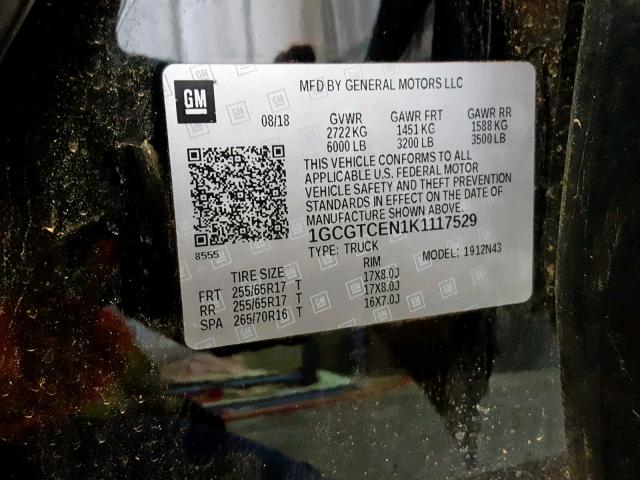 GM
MFD BY GENERAL MOTORS LLC
08/18 GVWR GAWR FRT GAWR RR
2722 KG 1451 KG 1588 KG
6000 LB 3200 LB 3500 LB
THIS VEHICLE CONFORMS TO ALL
APPLICABLE U.S. FEDERAL MOTOR
VEHICLE SAFETY AND THEFT PREVENTION
STANDARDS IN EFFECT ON THE DATE OF
MANUFACTURE SHOWN ABOVE.
1GCGTCEN1K1117529
8555 TYPE: TRUCK MODEL: 1912N43
TIRE SIZE RIM
FRT 255/65R17 T 17X8.0J
RR 255/65R17 T 17X8.0J
SPA 265/70R16 T 16X7.0J